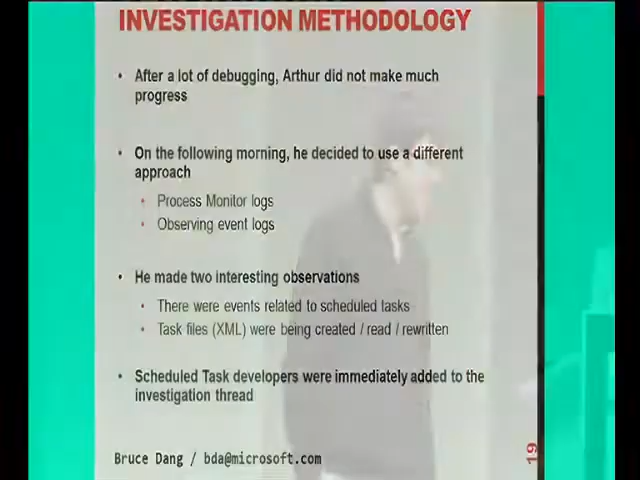 INVESTIGATION METHODOLOGY
• After a lot of debugging, Arthur did not make much
progress
• On the following morning, he decided to use a different
approach
• Process Monitor logs
• Observing event logs
• He made two interesting observations
• There were events related to scheduled tasks
• Task files (XML) were being created / read / rewritten
• Scheduled Task developers were immediately added to the
investigation thread
Bruce Dang / bda@microsoft.com
19